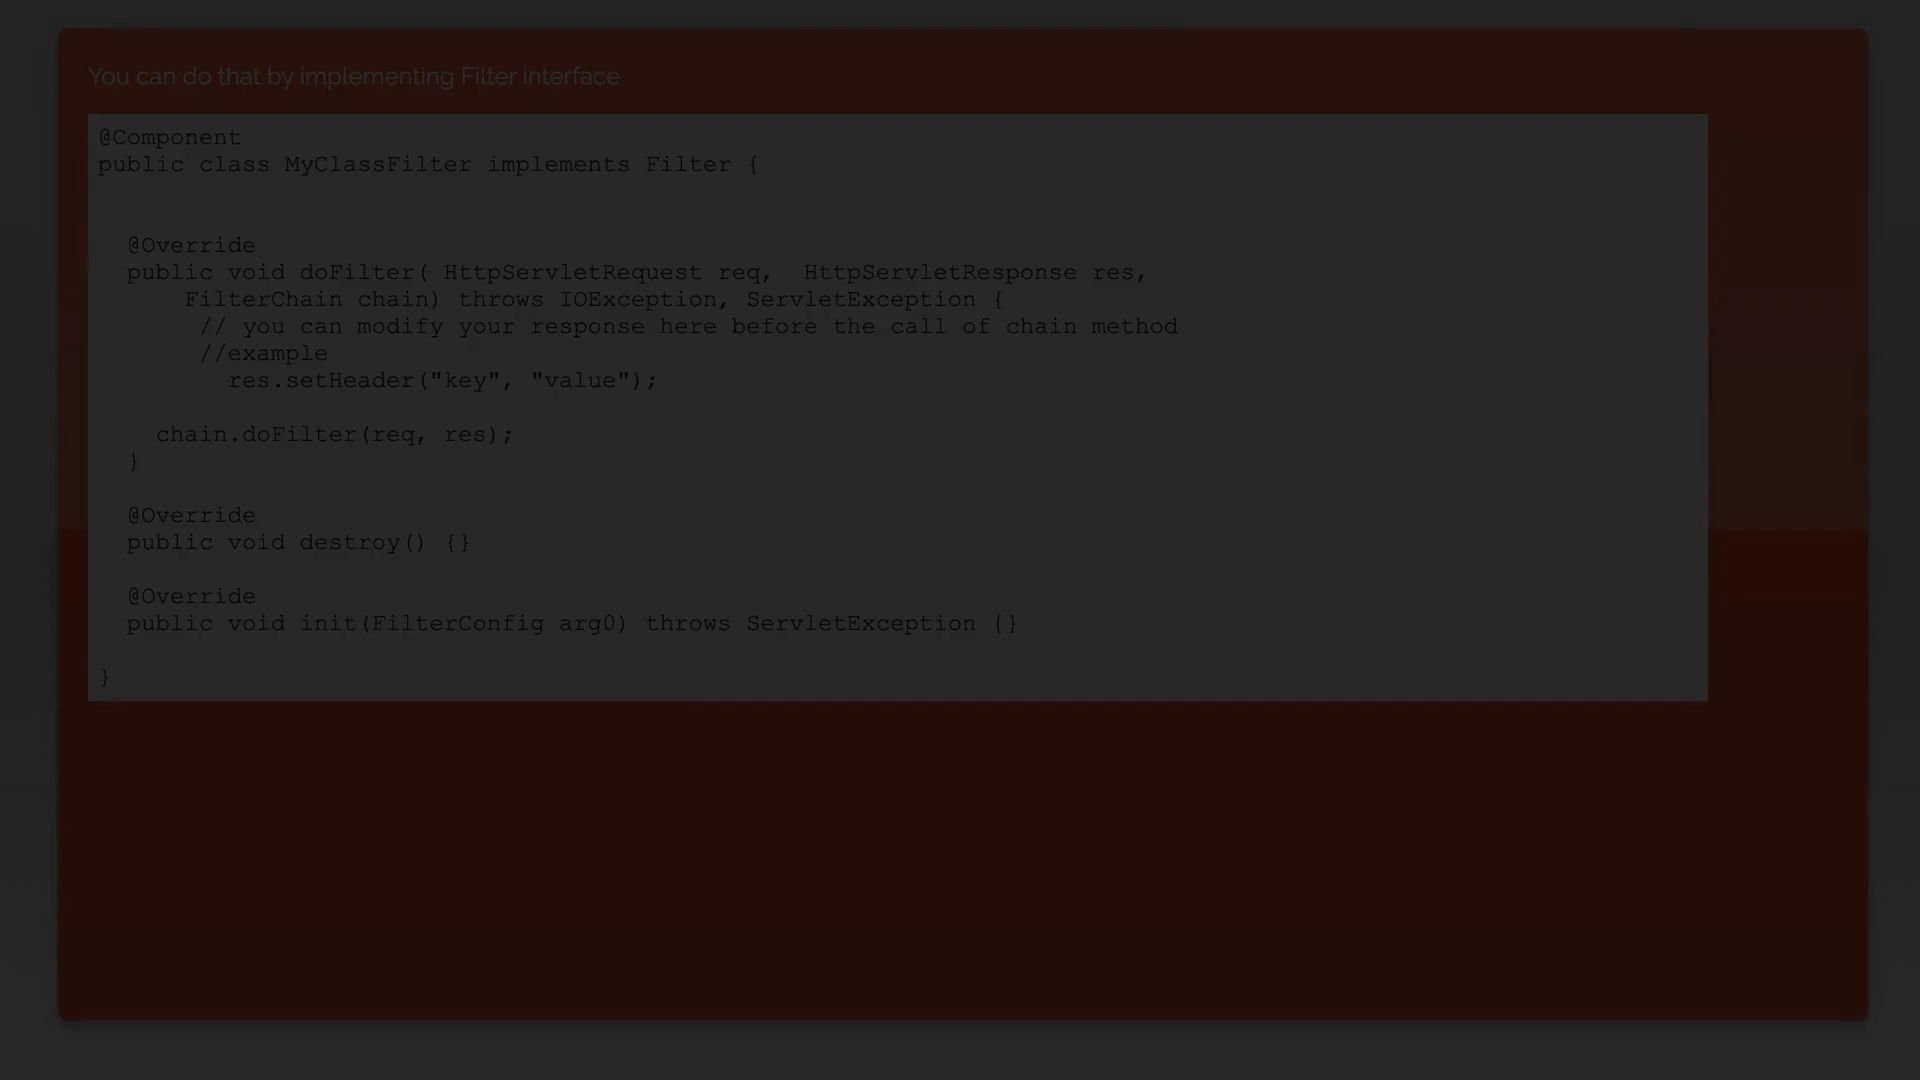 You can do that by implementing Filter interface
@Component
public class MyClassFilter implements Filter {
@Override
public void doFilter( HttpServletRequest req,  HttpServletResponse res,
FilterChain chain) throws IOException, ServletException {
// you can modify your response here before the call of chain method
//example
res.setHeader("key", "value");
chain.doFilter(req, res);
}
@Override
public void destroy() {}
@Override
public void init(FilterConfig arg0) throws ServletException {}
}